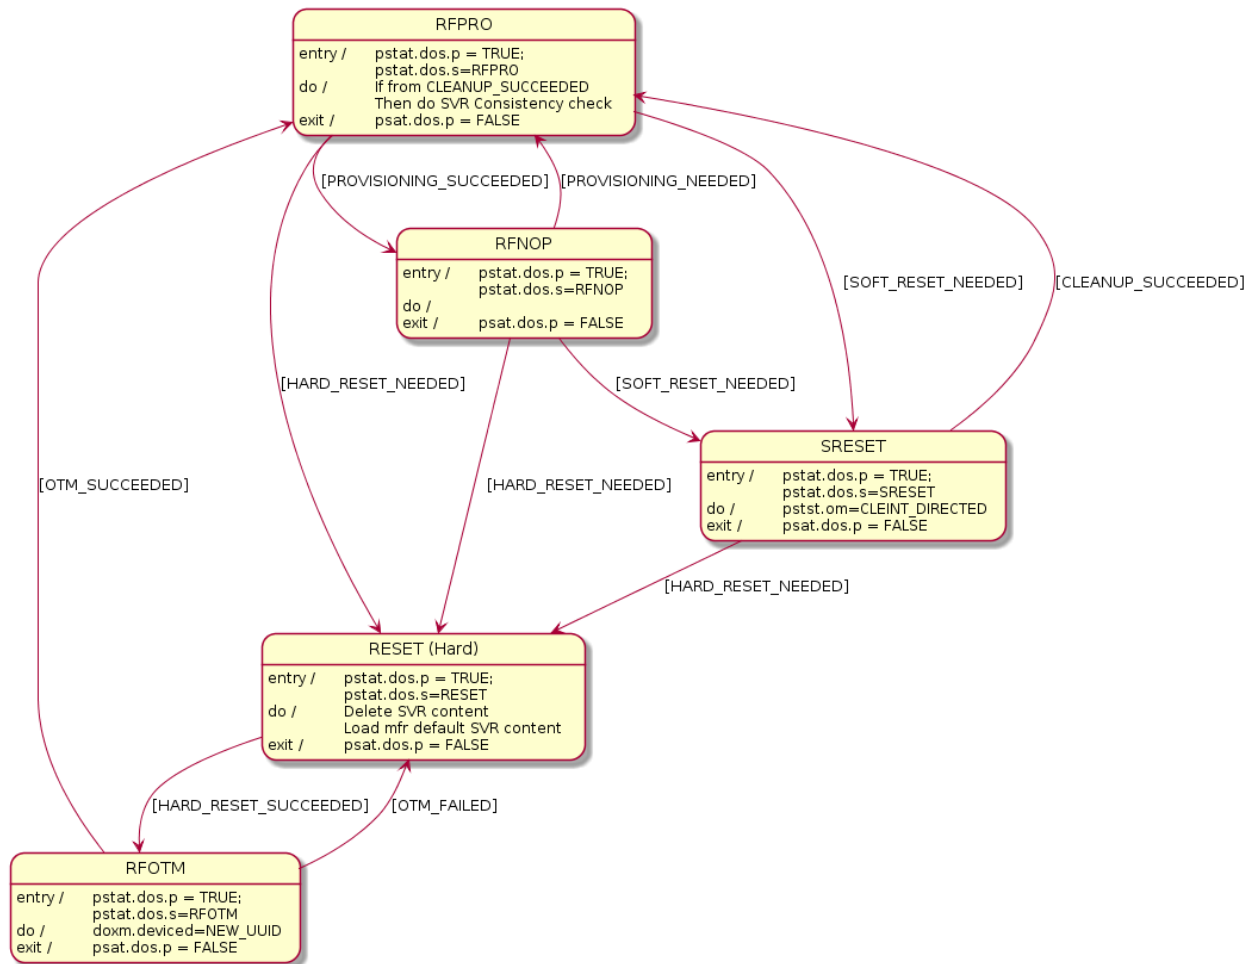 RFPRO
entry / pstat.dos.p = TRUE;
pstat.dos.s=RFPRO
do / If from CLEANUP_SUCCEEDED
Then do SVR Consistency check
exit / psat.dos.p = FALSE
[PROVISIONING_SUCCEEDED]
[PROVISIONING_NEEDED]
RFNOP
entry / pstat.dos.p = TRUE;
pstat.dos.s=RFNOP
do /
exit / psat.dos.p = FALSE
[SOFT_RESET_NEEDED]
[CLEANUP_SUCCEEDED]
[HARD_RESET_NEEDED]
[SOFT_RESET_NEEDED]
SRESET
entry / pstat.dos.p = TRUE;
pstat.dos.s=SRESET
do / pstst.om=CLEINT_DIRECTED
exit / psat.dos.p = FALSE
[OTM_SUCCEEDED]
[HARD_RESET_NEEDED]
[HARD_RESET_NEEDED]
RESET (Hard)
entry / pstat.dos.p = TRUE;
pstat.dos.s=RESET
do / Delete SVR content
Load mfr default SVR content
exit / psat.dos.p = FALSE
[HARD_RESET_SUCCEEDED]
[OTM_FAILED]
RFOTM
entry / pstat.dos.p = TRUE;
pstat.dos.s=RFOTM
do / doxm.deviced=NEW_UUID
exit / psat.dos.p = FALSE